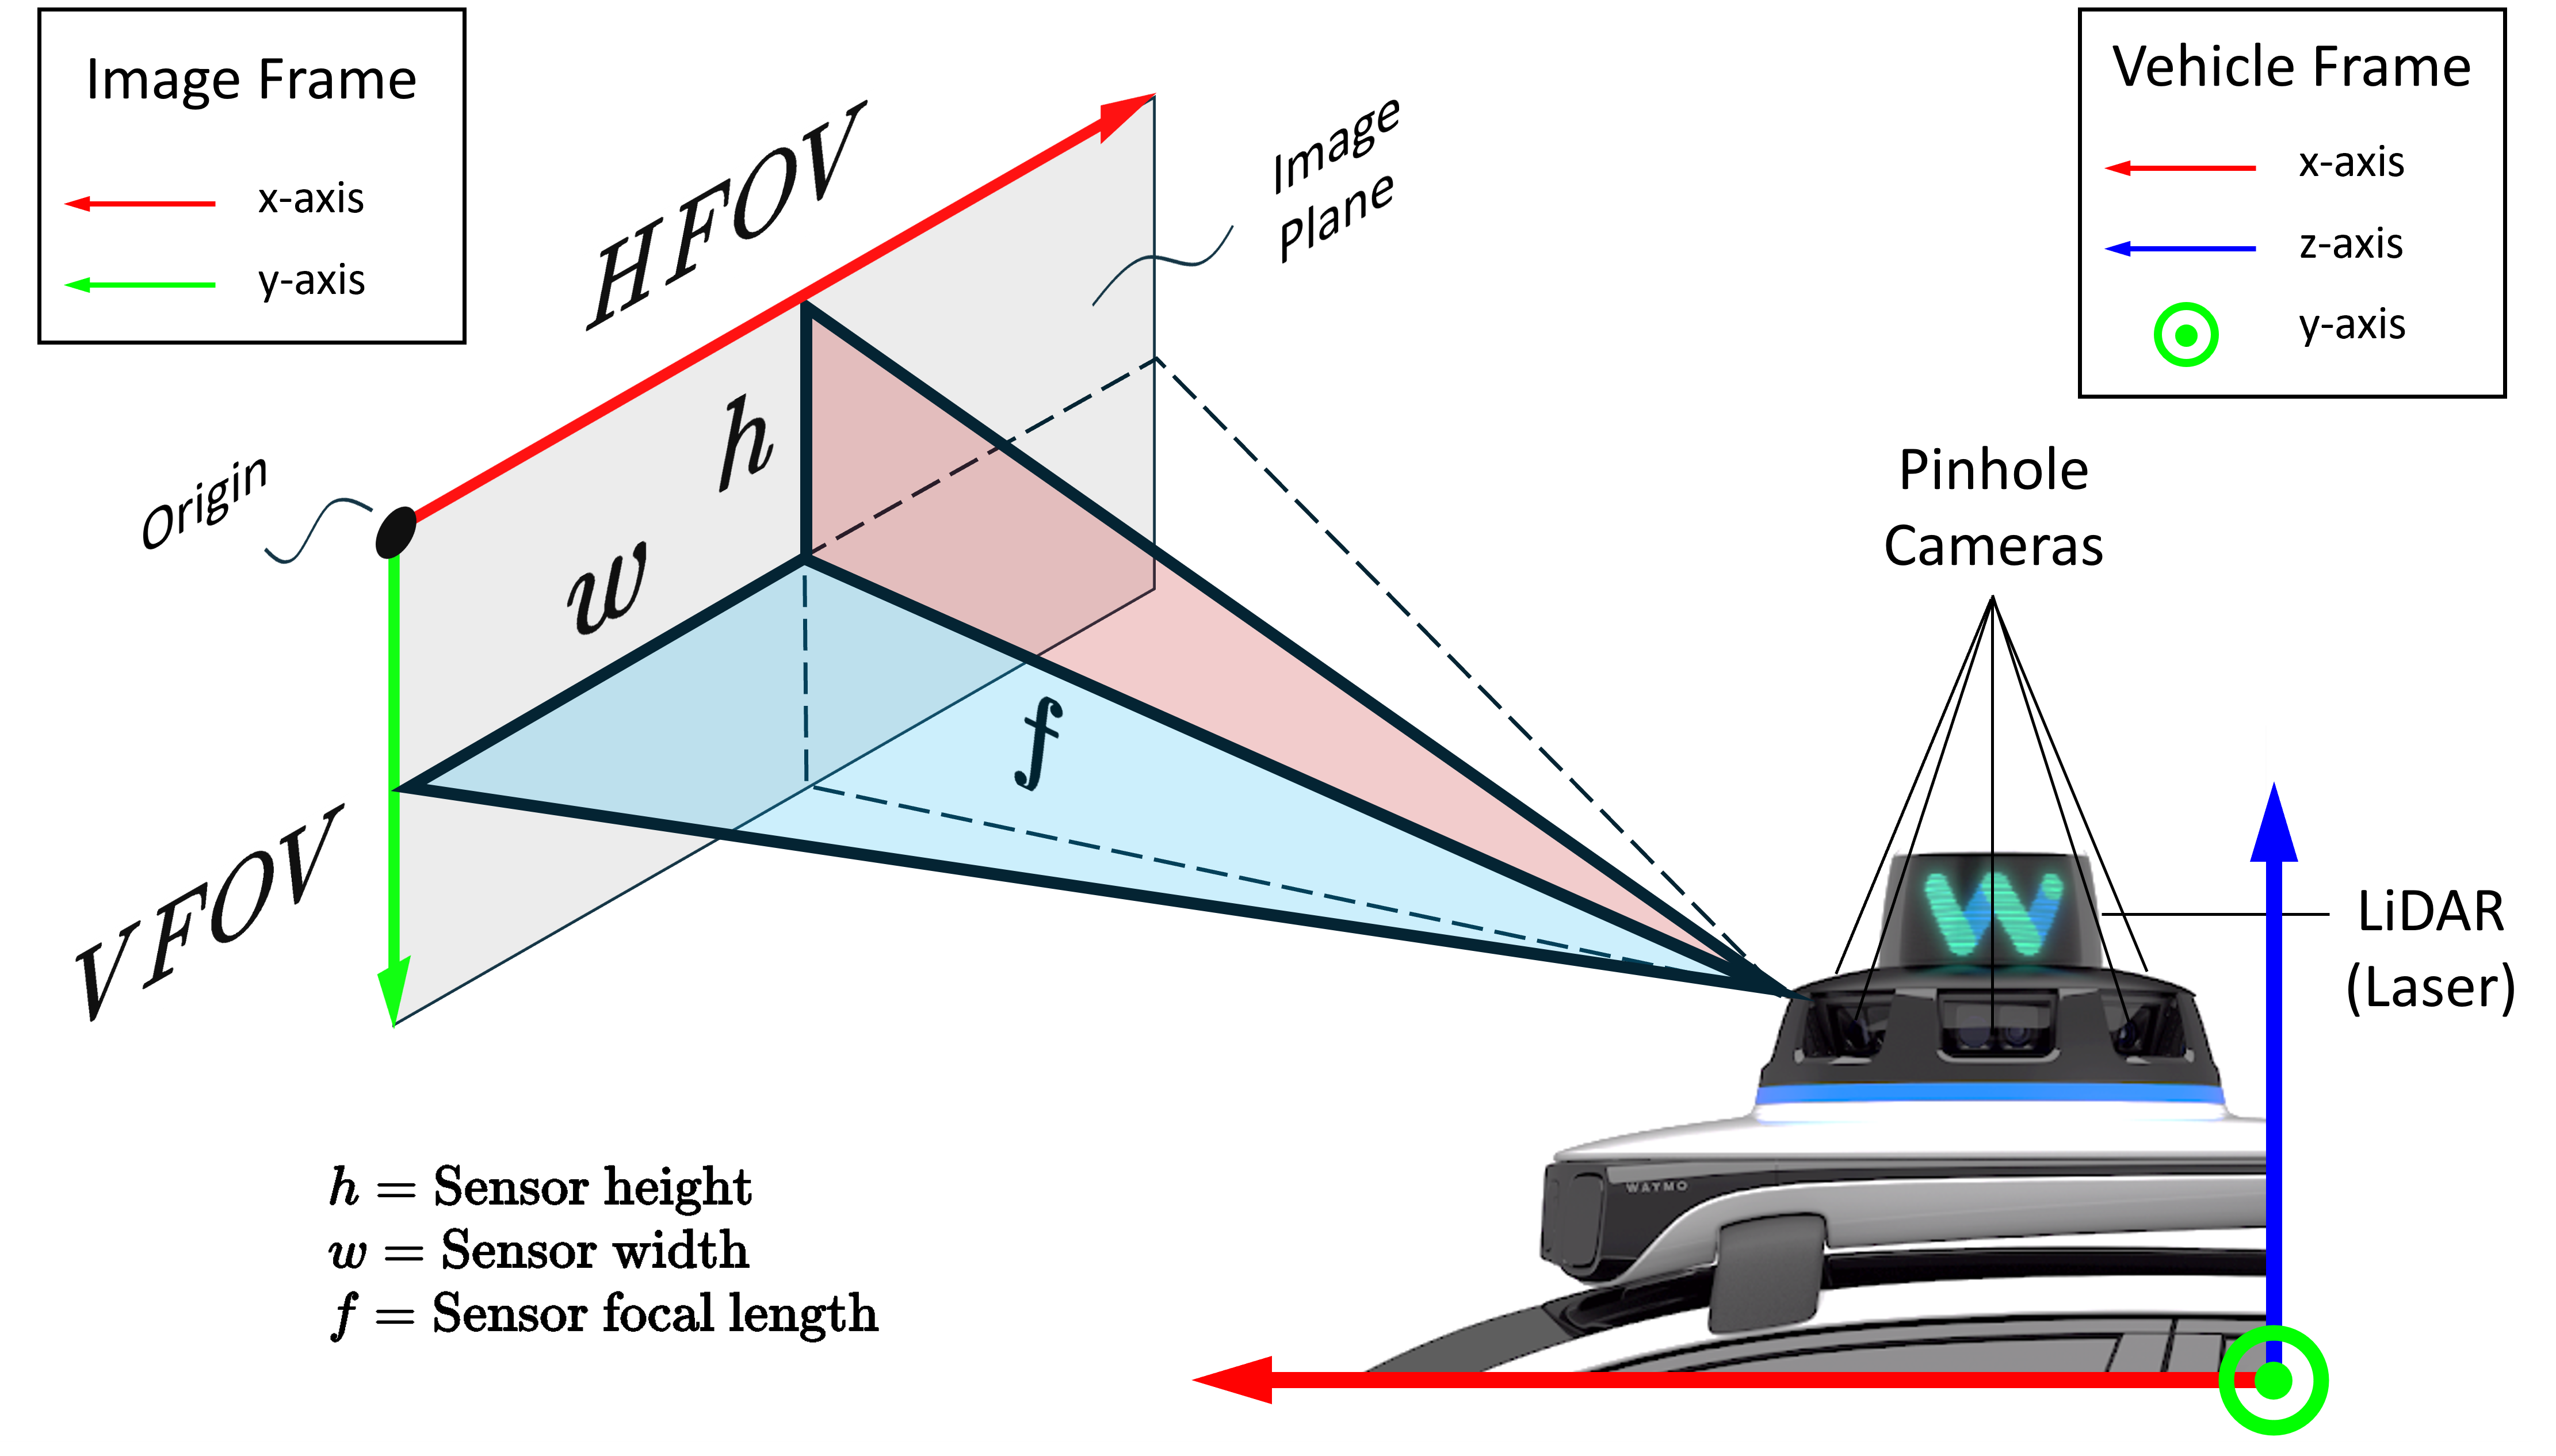 Image Frame
x-axis
y-axis
HFOV
Image
Plane
Vehicle Frame
x-axis
z-axis
y-axis
Origin
h
w
f
VFOV
Pinhole
Cameras
W
LiDAR
(Laser)
WAYMO
h = Sensor height
w = Sensor width
f = Sensor focal length